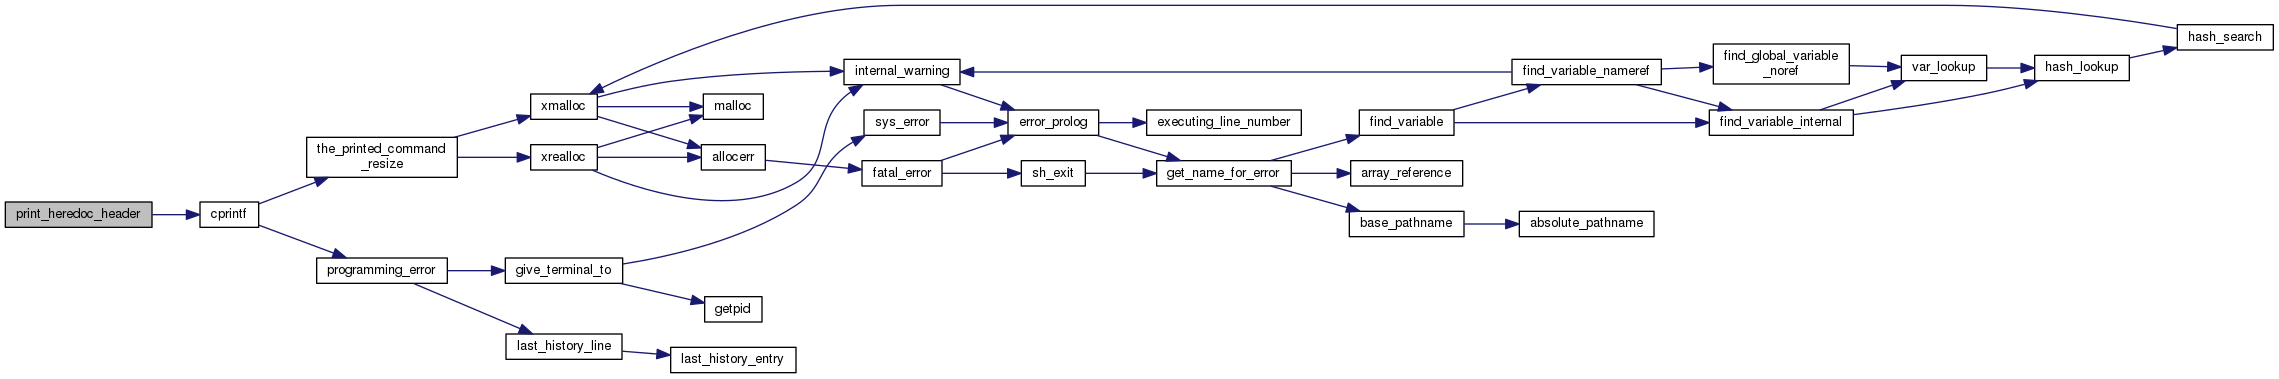 print_heredoc_header
cprintf
the_printed_command
_resize
programming_error
xmalloc
xrealloc
give_terminal_to
last_history_line
malloc
allocerr
getpid
last_history_entry
internal_warning
sys_error
fatal_error
error_prolog
sh_exit
executing_line_number
get_name_for_error
find_variable
array_reference
base_pathname
find_variable_nameref
absolute_pathname
find_global_variable
_noref
find_variable_internal
var_lookup
hash_lookup
hash_search